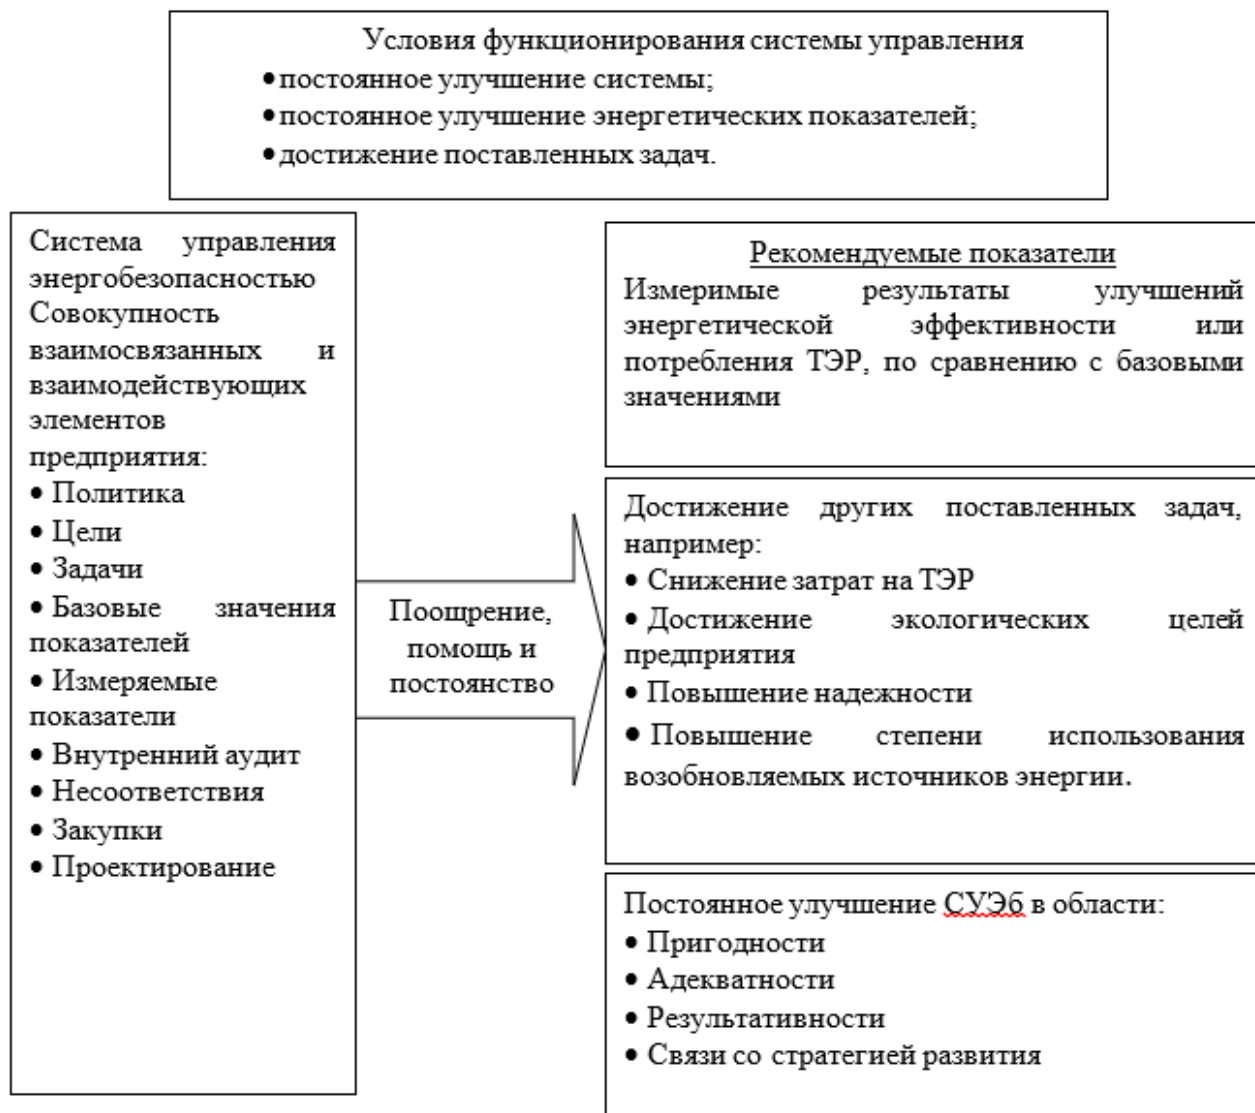 Условия функционирования системы управления
•постоянное улучшение системы;
•постоянное улучшение энергетических показателей;
•достижение поставленных задач.
Система управления
энергобезопасностью
Совокупность
взаимосвязанных и
взаимодействующих
элементов
предприятия:
• Политика
• Цели
• Задачи
• Базовые значения
показателей
• Измеряемые
показатели
• Внутренний аудит
• Несоответствия
• Закупки
• Проектирование
Поощрение,
помощь и
постоянство
Рекомендуемые показатели
Измеримые результаты улучшений
энергетической эффективности или
потребления ТЭР, по сравнению с базовыми
значениями
Достижение других поставленных задач,
например:
• Снижение затрат на ТЭР
• Достижение экологических целей
предприятия
• Повышение надежности
• Повышение степени использования
возобновляемых источников энергии.
Постоянное улучшение СУЭб в области:
• Пригодности
• Адекватности
• Результативности
• Связи со стратегией развития